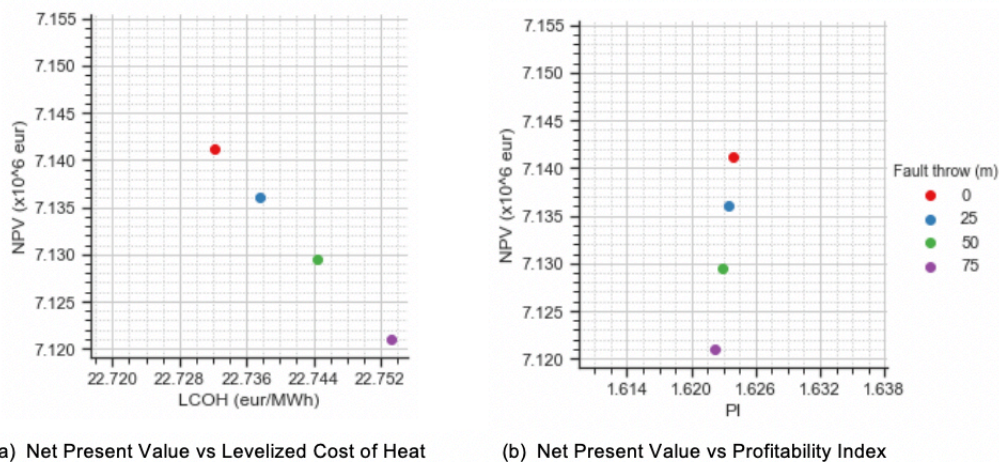 7.155
7.150
7.145
7.140
7.135
7.130
7.125
7.120
NPV (x10^6 eur)
22.720 22.728 22.736 22.744 22.752
LCOH (eur/MWh)
a) Net Present Value vs Levelized Cost of Heat
7.155
7.150
7.145
7.140
7.135
7.130
7.125
7.120
NPV (x10^6 eur)
1.614 1.620 1.626 1.632 1.638
PI
Fault throw (m)
0
25
50
75
(b) Net Present Value vs Profitability Index